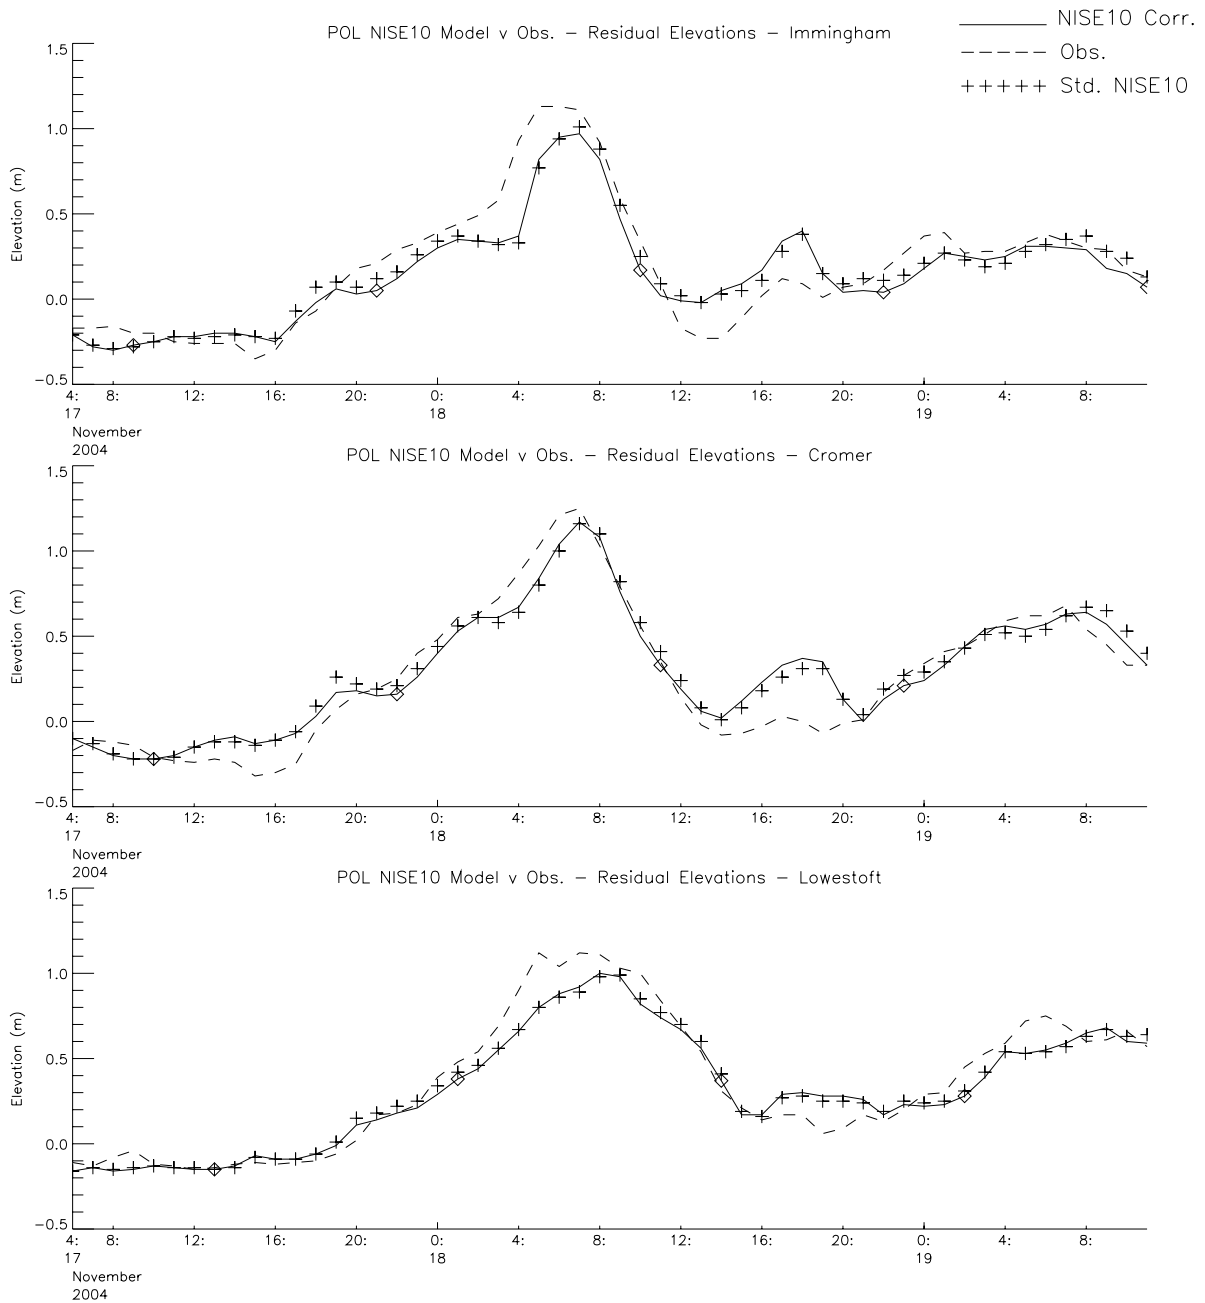 NISE10 Corr.
Obs.
Std. NISE10
POL NISE10 Model v Obs. – Residual Elevations – Immingham
Elevation (m)
1.5
1.0
0.5
0.0
−0.5
4: 8: 12: 16: 20: 0: 4: 8: 12: 16: 20: 0: 4: 8:
17 18 19
November
2004
POL NISE10 Model v Obs. – Residual Elevations – Cromer
Elevation (m)
1.5
1.0
0.5
0.0
−0.5
4: 8: 12: 16: 20: 0: 4: 8: 12: 16: 20: 0: 4: 8:
17 18 19
November
2004
POL NISE10 Model v Obs. – Residual Elevations – Lowestoft
Elevation (m)
1.5
1.0
0.5
0.0
−0.5
4: 8: 12: 16: 20: 0: 4: 8: 12: 16: 20: 0: 4: 8:
17 18 19
November
2004